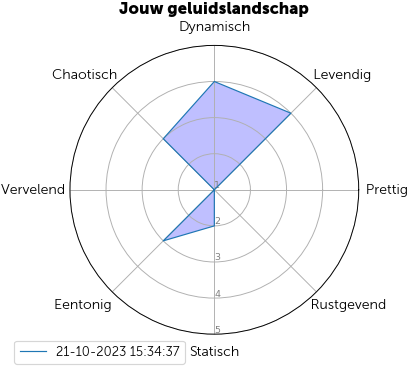 Jouw geluidslandschap
Dynamisch
Chaotisch
Levendig
Vervelend
1
Prettig
2
3
Eentonig
4
Rustgevend
5
21-10-2023 15:34:37
Statisch